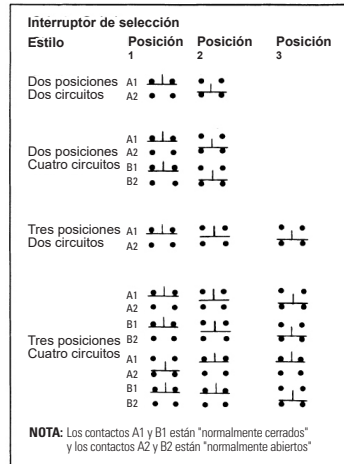 Interruptor de selección
Estilo Posición Posición Posición
1 2 3
Dos posiciones A1
Dos circuitos A2
A1
Dos posiciones A2
Cuatro circuitos B1
B2
Tres posiciones A1
Dos circuitos A2
A1
A2
B1
Tres posiciones B2
Cuatro circuitos A1
A2
B1
B2
NOTA: Los contactos A1 y B1 están "normalmente cerrados"
y los contactos A2 y B2 están "normalmente abiertos"